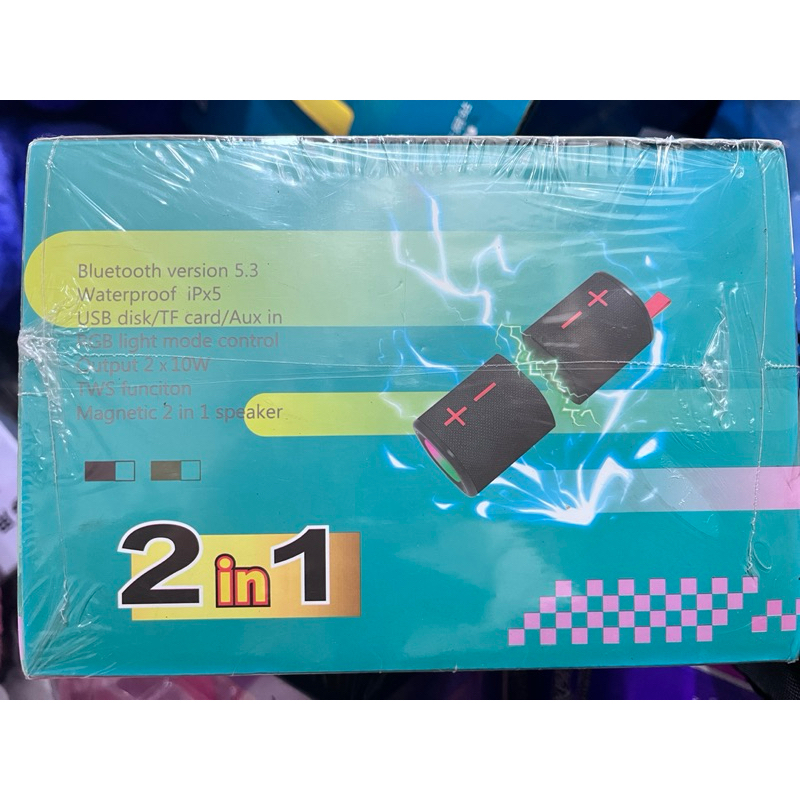 Bluetooth version 5.3
Waterproof iPx5
USB disk/TF card/Aux in
RGB light mode control
Output 2 x 10W
TWS funciton
Magnetic 2 in 1 speaker
2 in 1